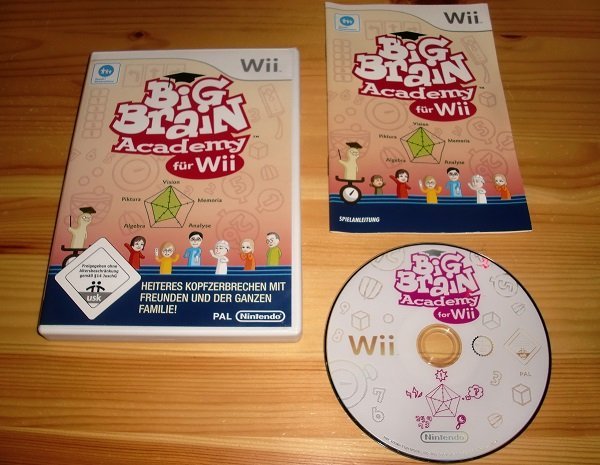 Wii
BiG
BRaiN
Academy
für Wii
Vision
Piktura
Memoria
Algebra
Analyse
Freigegeben ohne
Altersbeschränkung
gemäß §14 JuSchG
usk
HEITERES KOPFZERBRECHEN MIT
FREUNDEN UND DER GANZEN
FAMILIE!
PAL
Nintendo
Wii
BiG
BRaiN
Academy
für Wii
Vision
Piktura
Memoria
Algebra
Analyse
SPIELANLEITUNG
BiG
BRaiN
Academy
for Wii
Wii
PAL
Nintendo